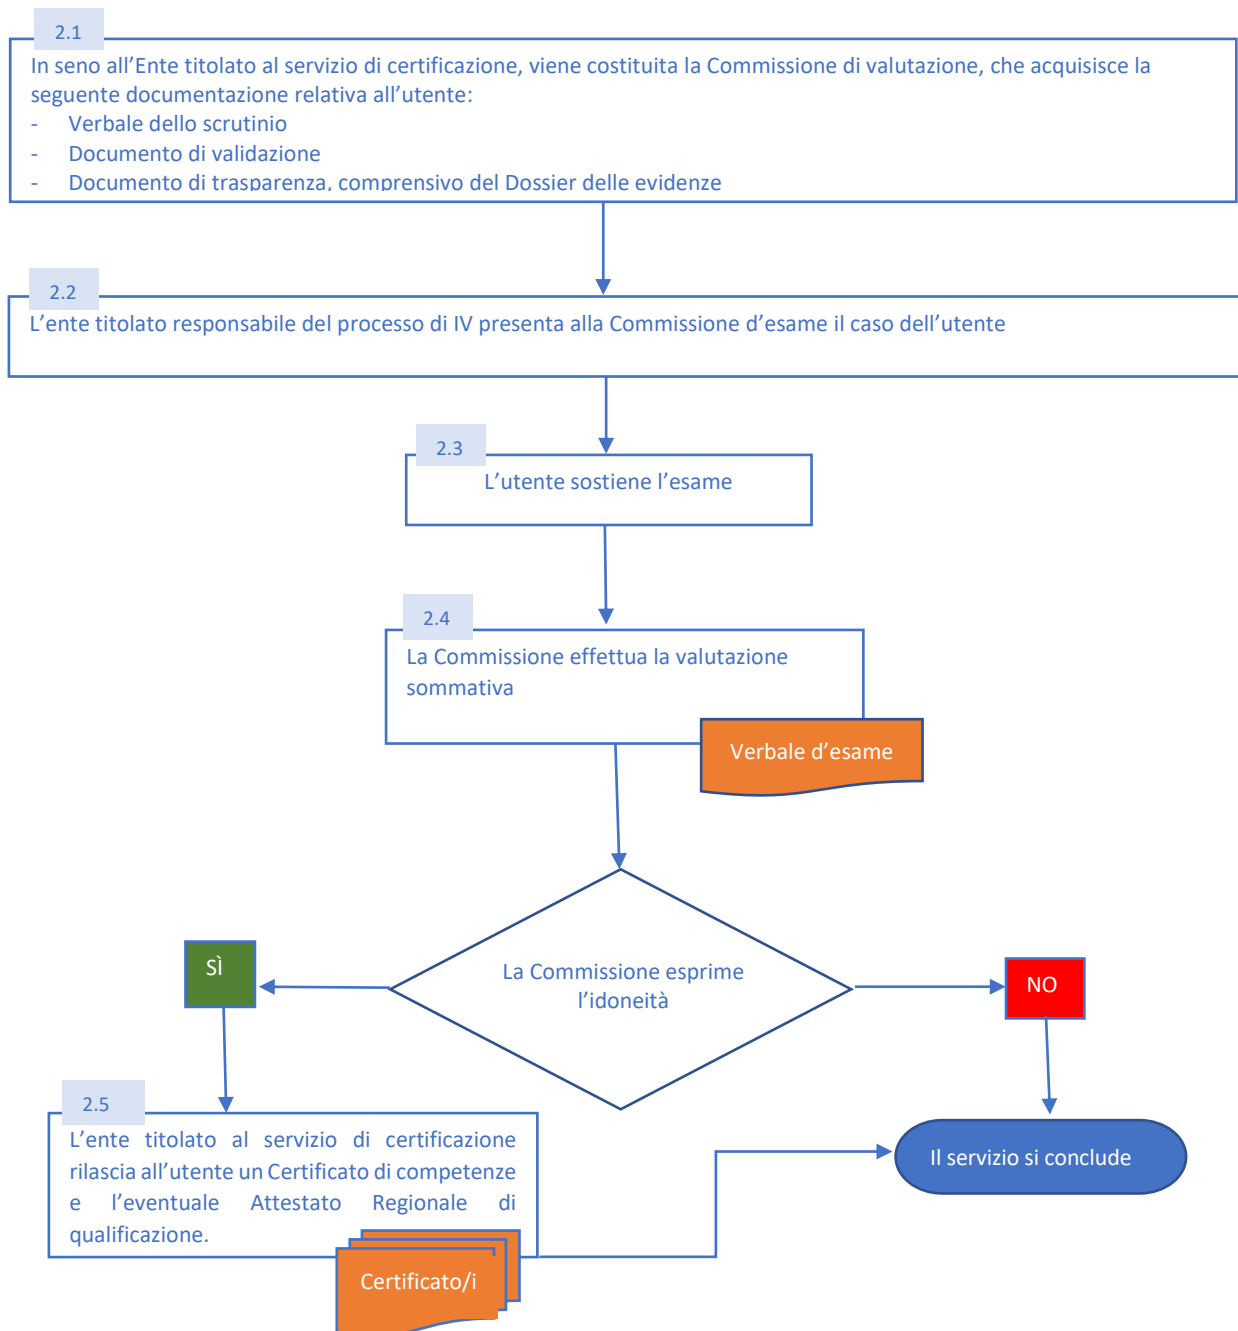 2.1
In seno all’Ente titolato al servizio di certificazione, viene costituita la Commissione di valutazione, che acquisisce la
seguente documentazione relativa all’utente:
- Verbale dello scrutinio
- Documento di validazione
- Documento di trasparenza, comprensivo del Dossier delle evidenze
2.2
L’ente titolato responsabile del processo di IV presenta alla Commissione d’esame il caso dell’utente
2.3
L’utente sostiene l’esame
2.4
La Commissione effettua la valutazione
sommativa
Verbale d’esame
La Commissione esprime
l’idoneità
SÌ
NO
2.5
L’ente titolato al servizio di certificazione
rilascia all’utente un Certificato di competenze
e l’eventuale Attestato Regionale di
qualificazione.
Certificato/i
Il servizio si conclude